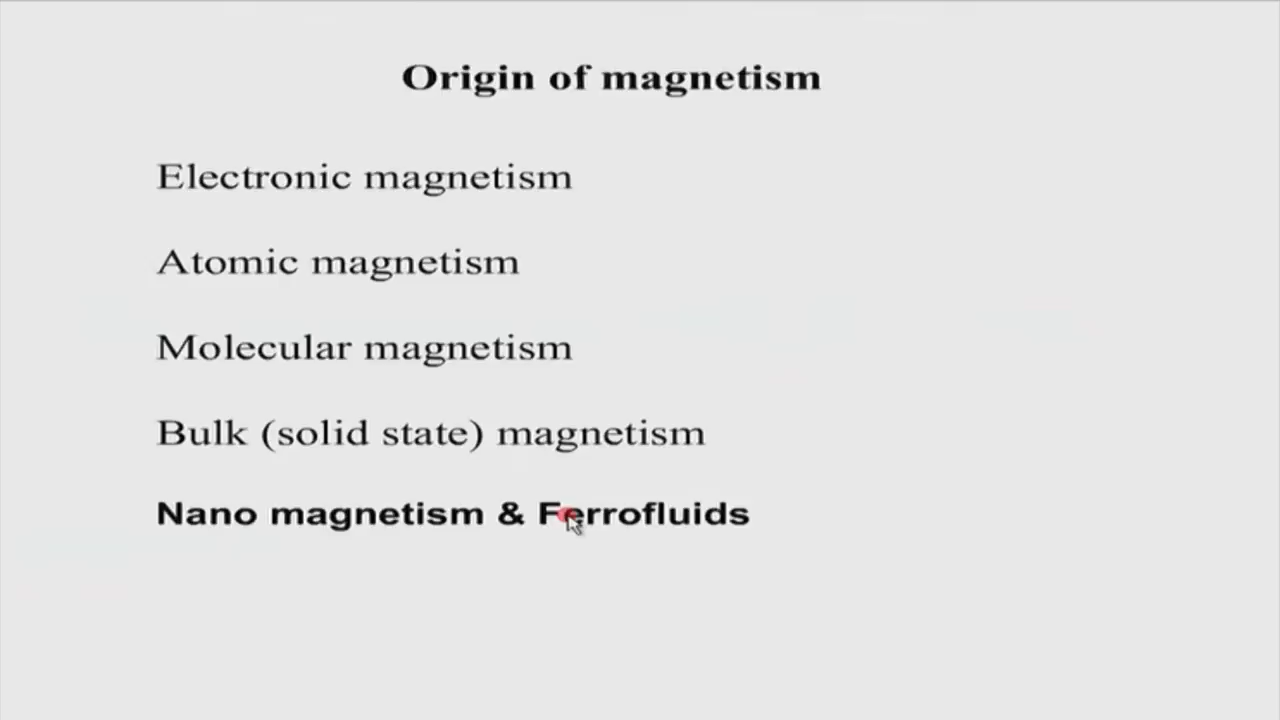 Origin of magnetism
Electronic magnetism
Atomic magnetism
Molecular magnetism
Bulk (solid state) magnetism
Nano magnetism & Ferrofluids